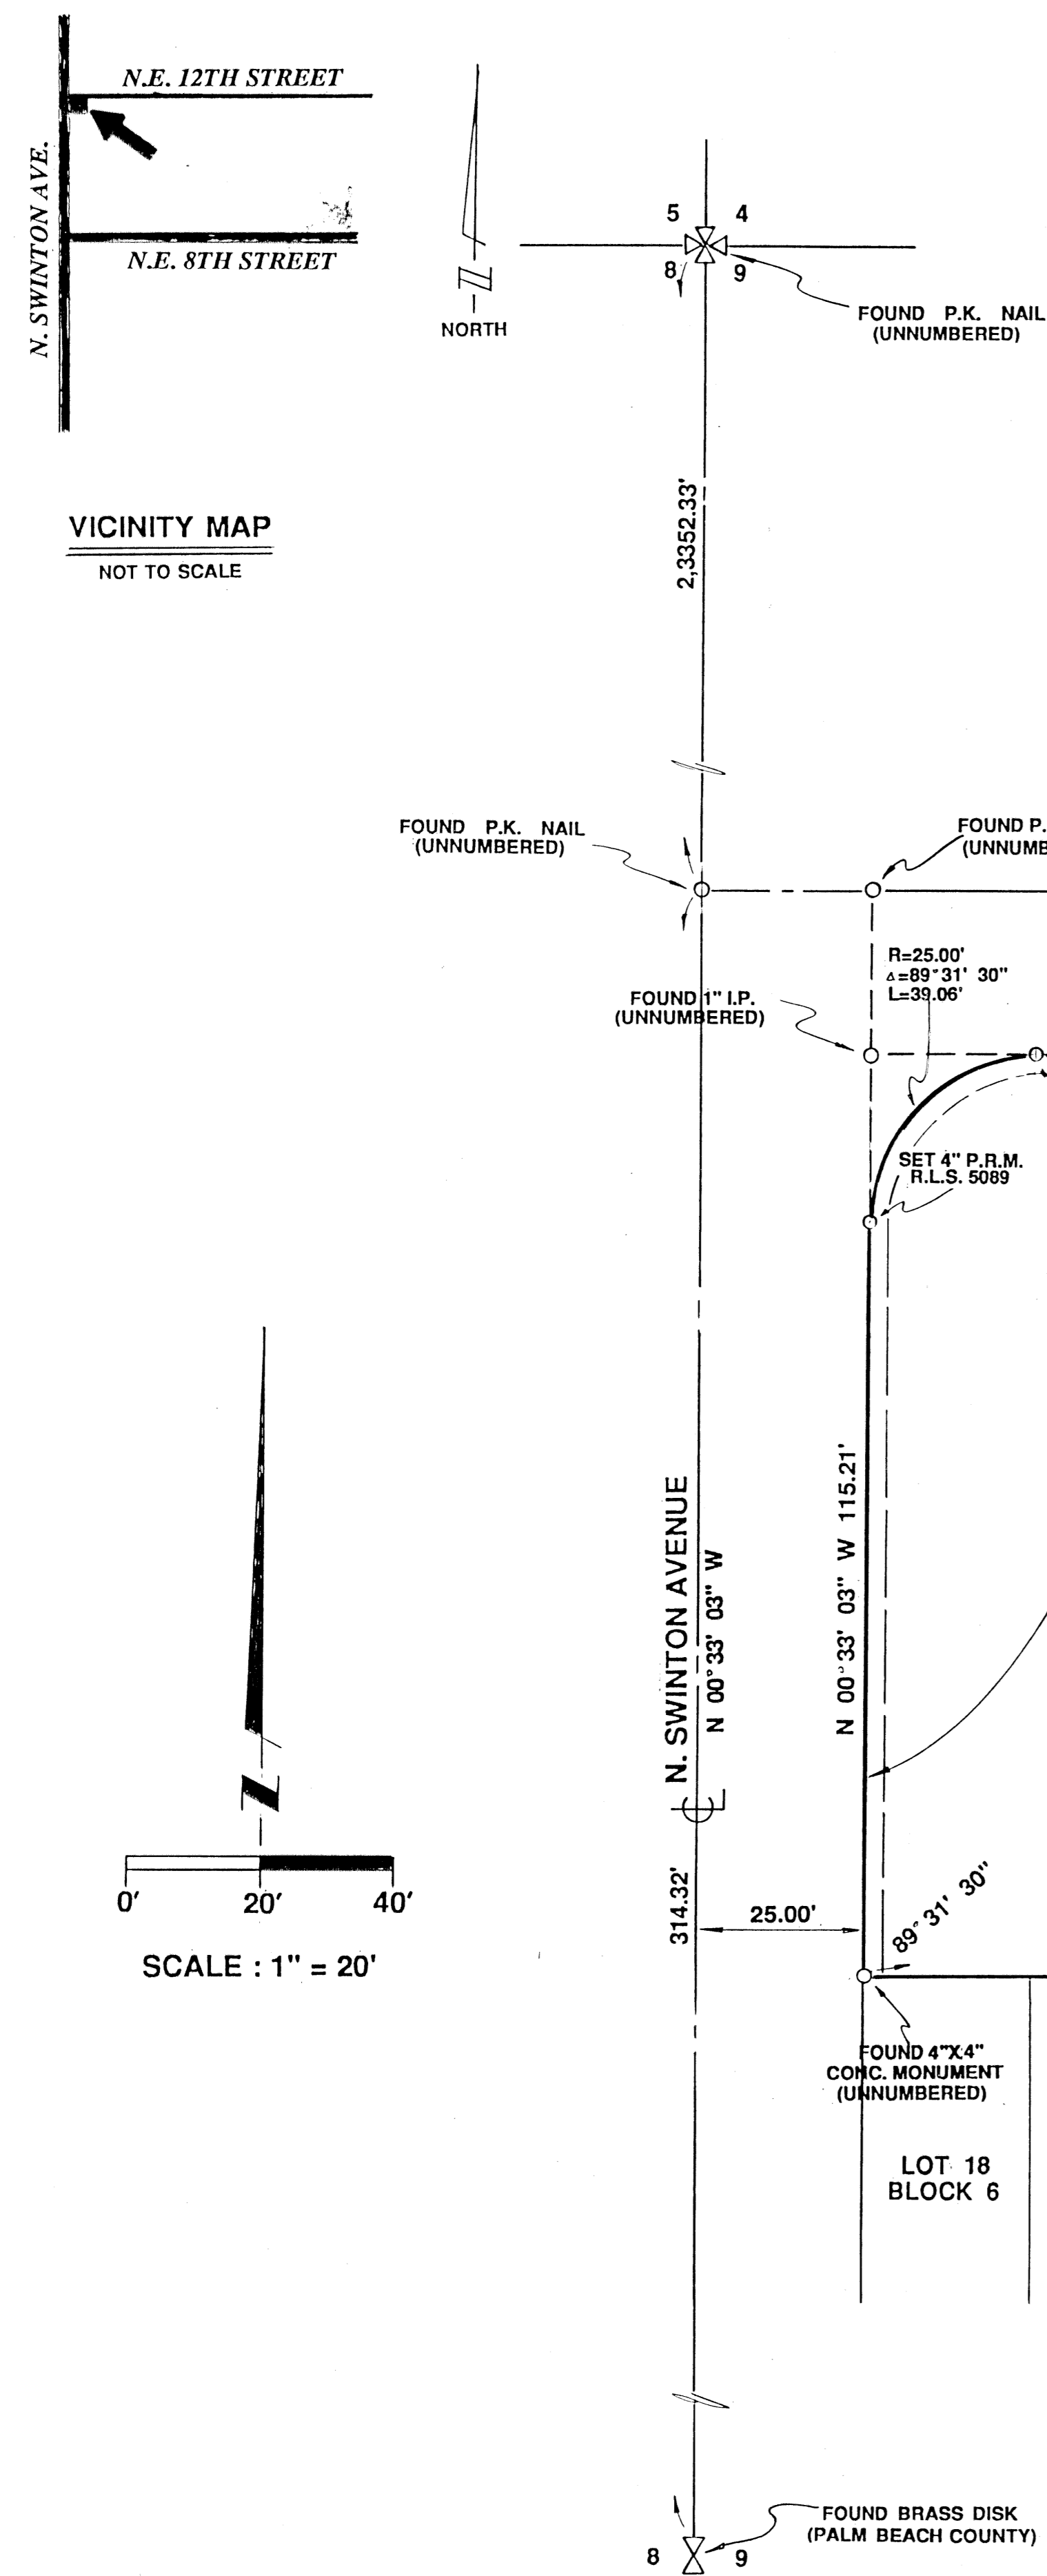 N.E. 12TH STREET
N. SWINTON AVE.
N.E. 8TH STREET
NORTH
5 4
8 9
FOUND P.K. NAIL
(UNNUMBERED)
VICINITY MAP
NOT TO SCALE
2,3352.33'
FOUND P.K. NAIL
(UNNUMBERED)
FOUND P.
(UNNUMB
R=25.00'
Δ=89°31' 30"
L=39.06'
FOUND 1" I.P.
(UNNUMBERED)
SET 4" P.R.M.
R.L.S. 5089
N. SWINTON AVENUE
N 00°33' 03" W
N 00°33' 03" W 115.21'
N
0' 20' 40'
SCALE : 1" = 20'
314.32'
25.00'
89° 31' 30"
FOUND 4"X4"
CONC. MONUMENT
(UNNUMBERED)
LOT 18
BLOCK 6
FOUND BRASS DISK
(PALM BEACH COUNTY)
8 9